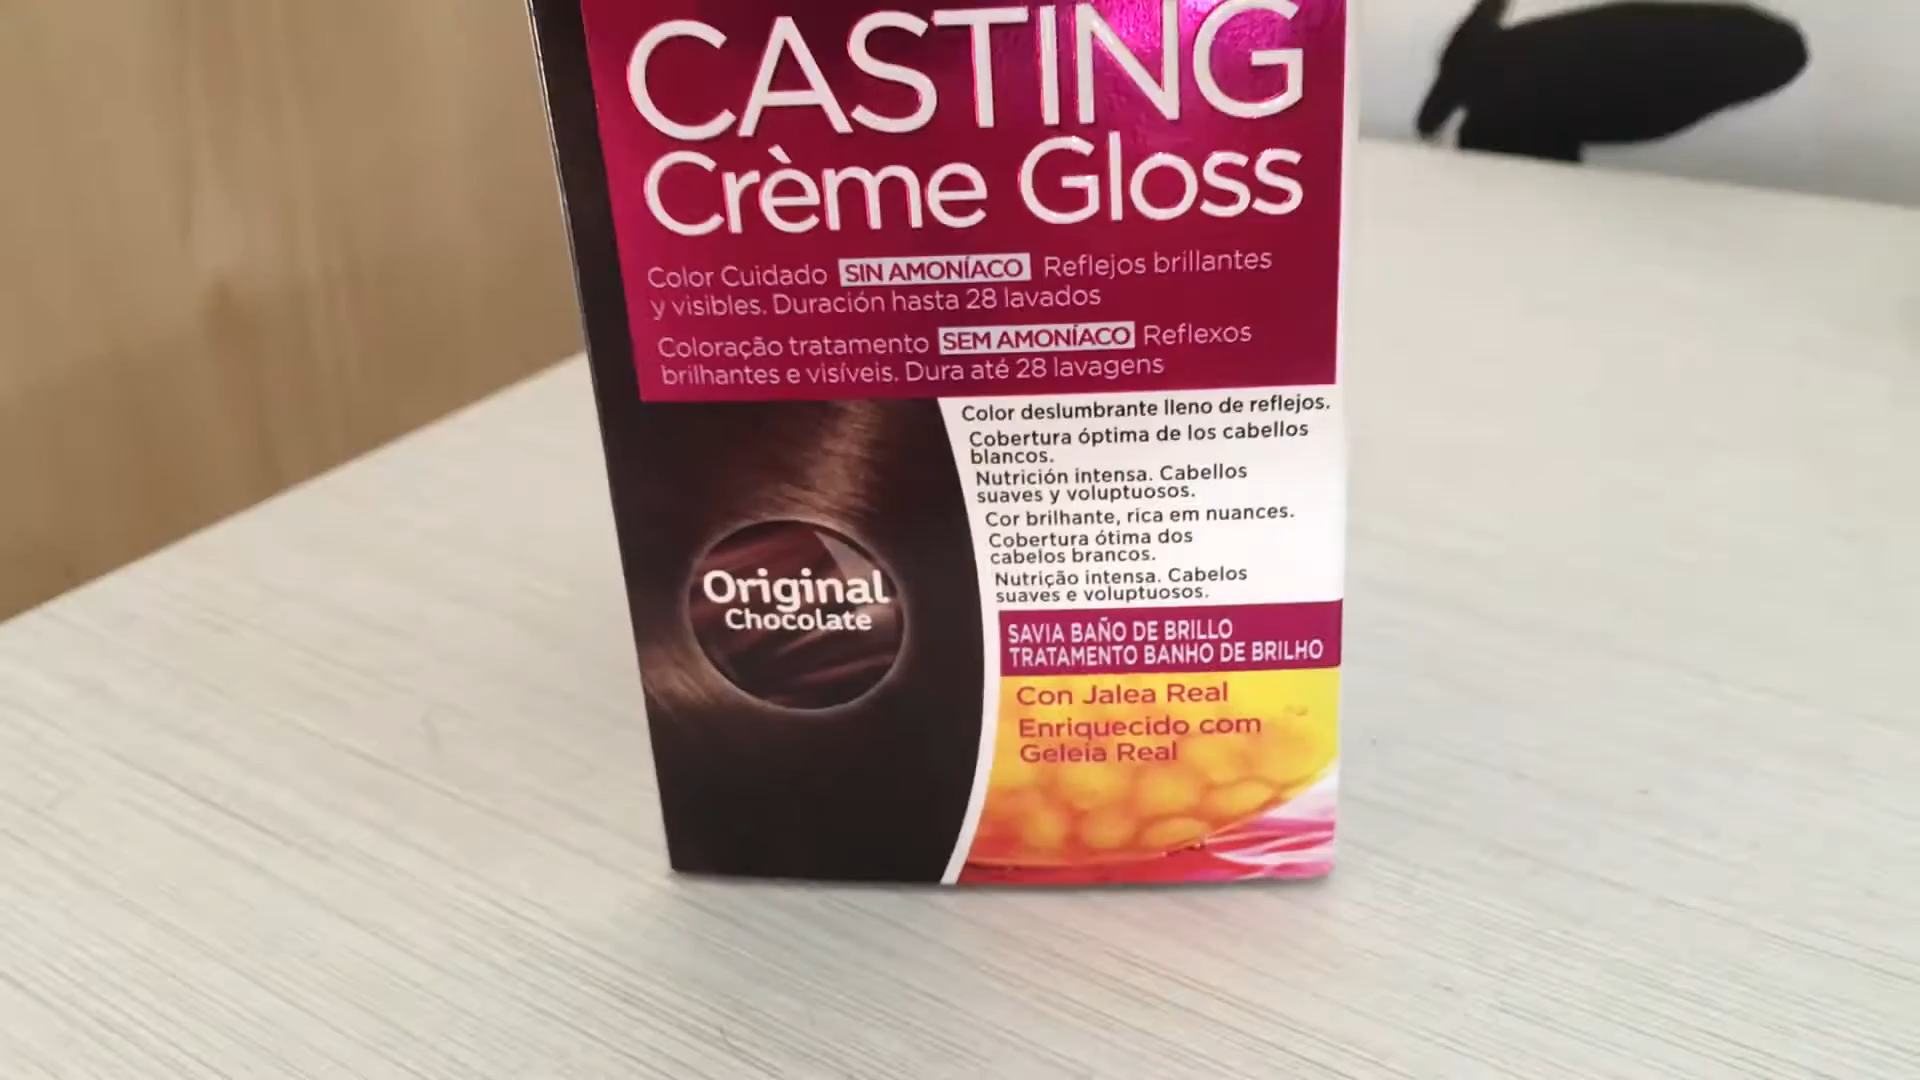 CASTING
Crème Gloss
Color Cuidado SIN AMONÍACO Reflejos brillantes
y visibles. Duración hasta 28 lavados
Coloração tratamento SEM AMONÍACO Reflexos
brilhantes e visíveis. Dura até 28 lavagens
Color deslumbrante lleno de reflejos.
Cobertura óptima de los cabellos
blancos.
Nutrición intensa. Cabellos
suaves y voluptuosos.
Cor brilhante, rica em nuances.
Cobertura ótima dos
cabelos brancos.
Nutrição intensa. Cabelos
suaves e voluptuosos.
Original
Chocolate
SAVIA BAÑO DE BRILLO
TRATAMENTO BANHO DE BRILHO
Con Jalea Real
Enriquecido com
Geleia Real